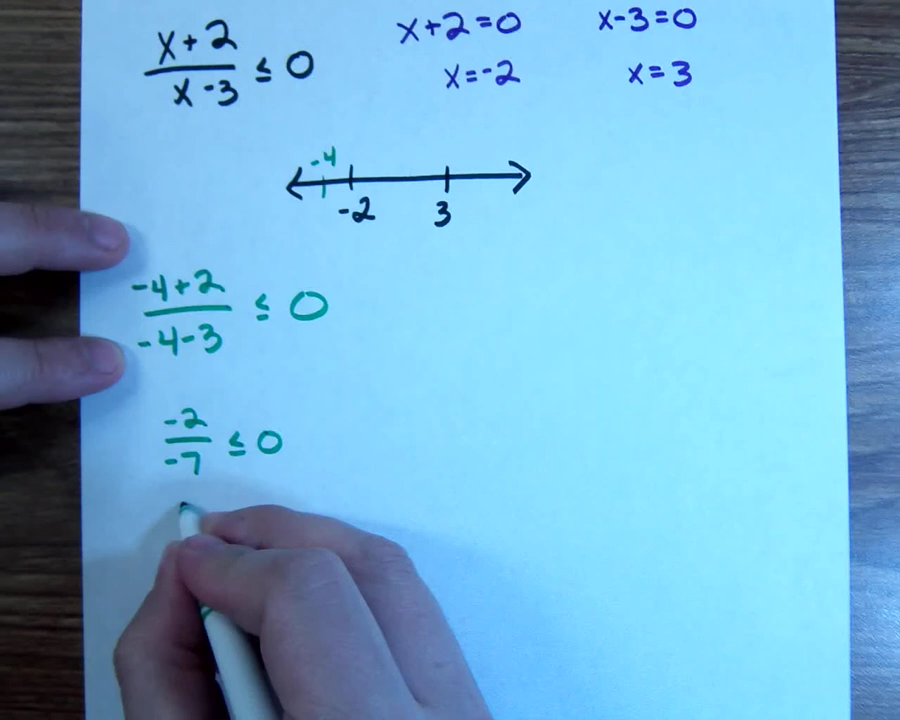 x+2 / x-3 ≤ 0
x+2=0
x=-2
x-3=0
x=3
-4
-2 3
-4+2 / -4-3 ≤ 0
-2 / -7 ≤ 0